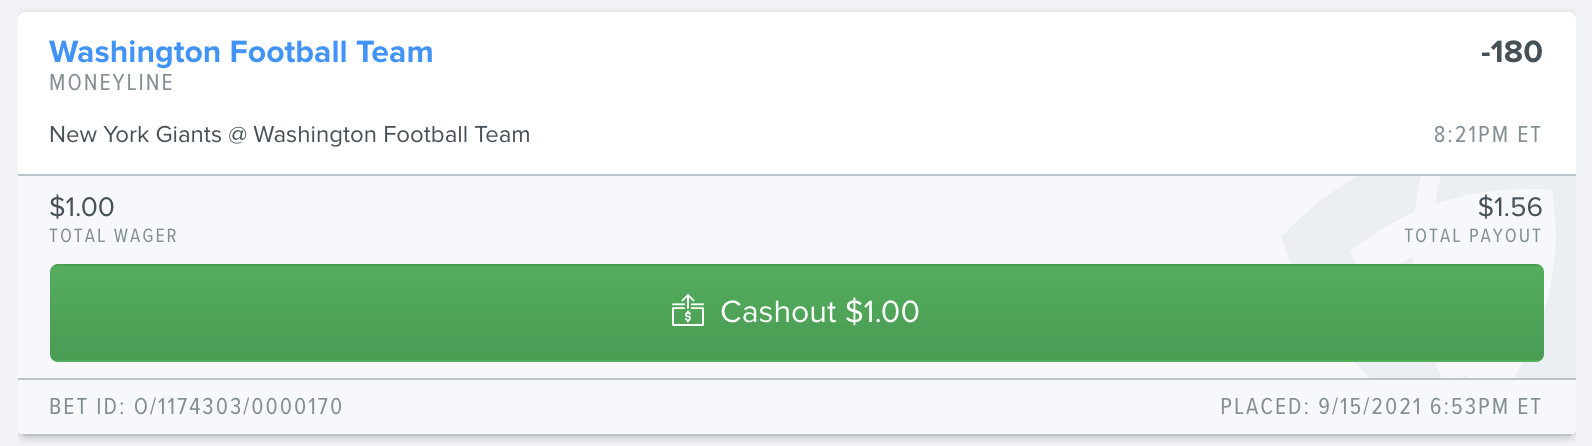 Washington Football Team -180
MONEYLINE
New York Giants @ Washington Football Team 8:21PM ET
$1.00 $1.56
TOTAL WAGER TOTAL PAYOUT
Cashout $1.00
BET ID: O/1174303/0000170 PLACED: 9/15/2021 6:53PM ET